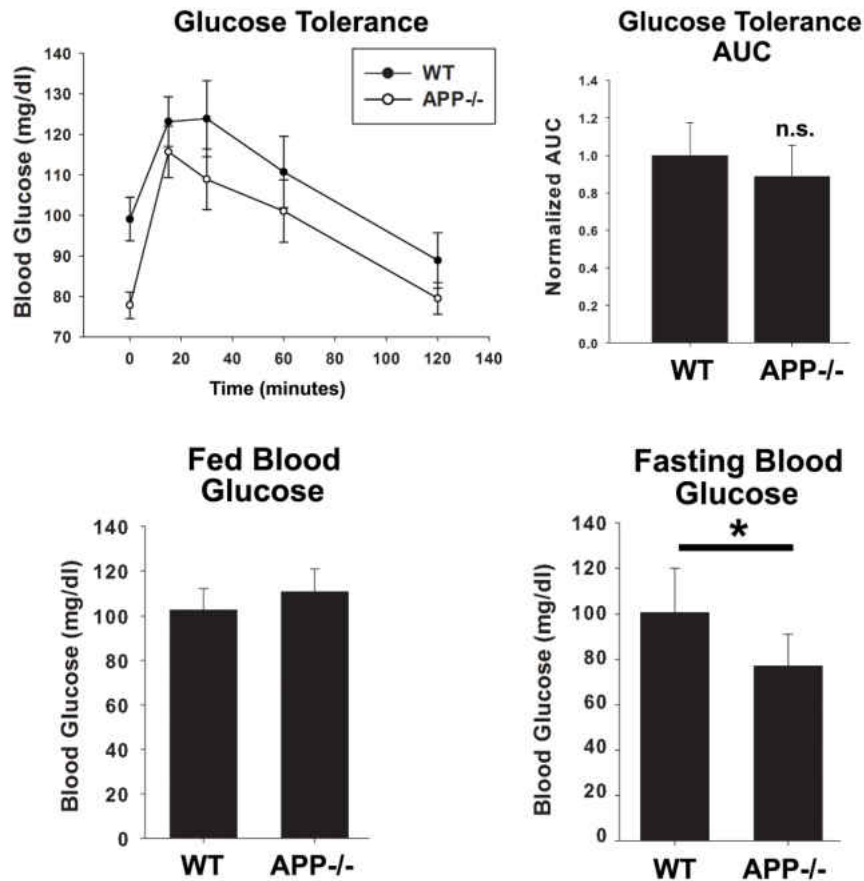 Glucose Tolerance
140
130
120
110
100
90
80
70
Blood Glucose (mg/dl)
WT
APP-/-
0 20 40 60 80 100 120 140
Time (minutes)
Glucose Tolerance
AUC
1.4
1.2
1.0
0.8
0.6
0.4
0.2
0.0
Normalized AUC
n.s.
WT APP-/-
Fed Blood
Glucose
140
120
100
80
60
40
20
0
Blood Glucose (mg/dl)
WT APP-/-
Fasting Blood
Glucose
140
120
100
80
60
40
20
0
Blood Glucose (mg/dl)
*
WT APP-/-